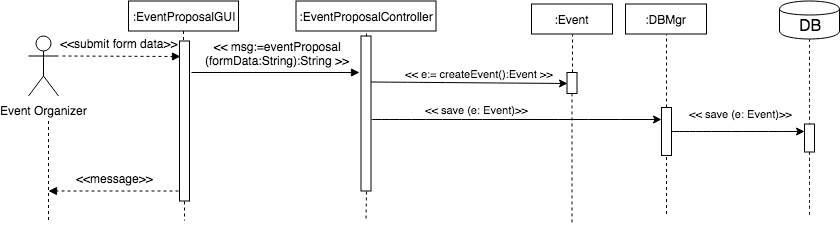 :EventProposalGUI
:EventProposalController
:Event
:DBMgr
DB
<<submit form data>>
<< msg:=eventProposal
(formData:String):String >>
<< e:= createEvent():Event >>
Event Organizer
<< save (e: Event)>>
<< save (e: Event)>>
<<message>>